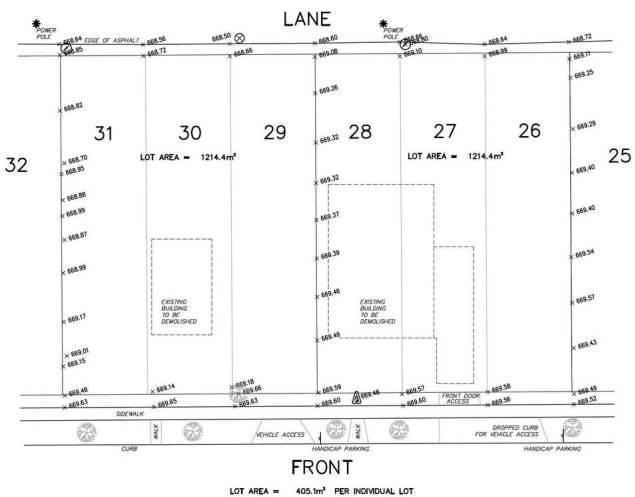 LANE
POWER
POLE
POWER
POLE
668.64
EDGE OF ASPHALT
668.56
668.50
668.60
668.64
668.72
668.85
668.72
668.66
669.08
669.10
668.99
669.11
669.25
668.82
669.26
31
30
29
28
27
26
669.29
669.32
32
25
LOT AREA = 1214.4m²
LOT AREA = 1214.4m²
668.70
668.95
669.40
669.32
668.88
668.99
669.40
669.37
668.87
669.54
669.39
668.99
669.57
669.46
EXISTING
BUILDING
TO BE
DEMOLISHED
EXISTING
BUILDING
TO BE
DEMOLISHED
669.17
669.49
669.43
669.01
669.15
669.48
669.14
669.18
669.66
669.59
669.48
669.57
669.58
669.49
FRONT DOOR
ACCESS
669.63
669.65
669.63
669.60
669.60
669.56
669.52
SIDEWALK
WALK
VEHICLE ACCESS
WALK
DROPPED CURB
FOR VEHICLE ACCESS
CURB
HANDICAP PARKING
HANDICAP PARKING
FRONT
LOT AREA = 405.1m² PER INDIVIDUAL LOT